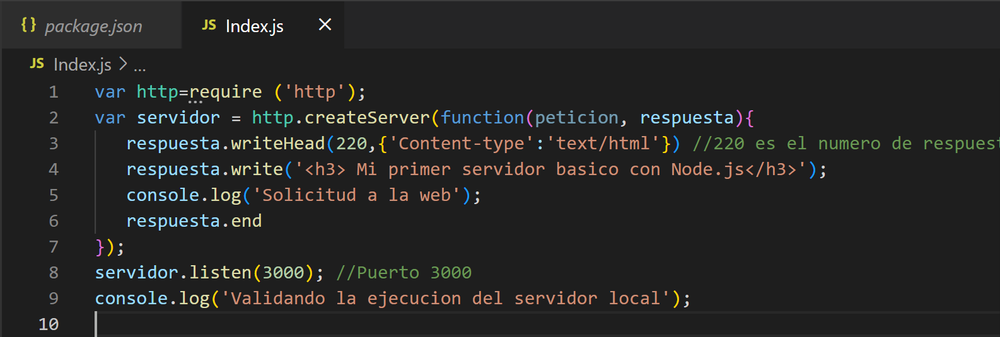 {} package.json JS Index.js ×
JS Index.js > ...
1 var http=require ('http');
2 var servidor = http.createServer(function(peticion, respuesta){
3 respuesta.writeHead(220,{'Content-type':'text/html'}) //220 es el numero de respuest
4 respuesta.write('<h3> Mi primer servidor basico con Node.js</h3>');
5 console.log('Solicitud a la web');
6 respuesta.end
7 });
8 servidor.listen(3000); //Puerto 3000
9 console.log('Validando la ejecucion del servidor local');
10